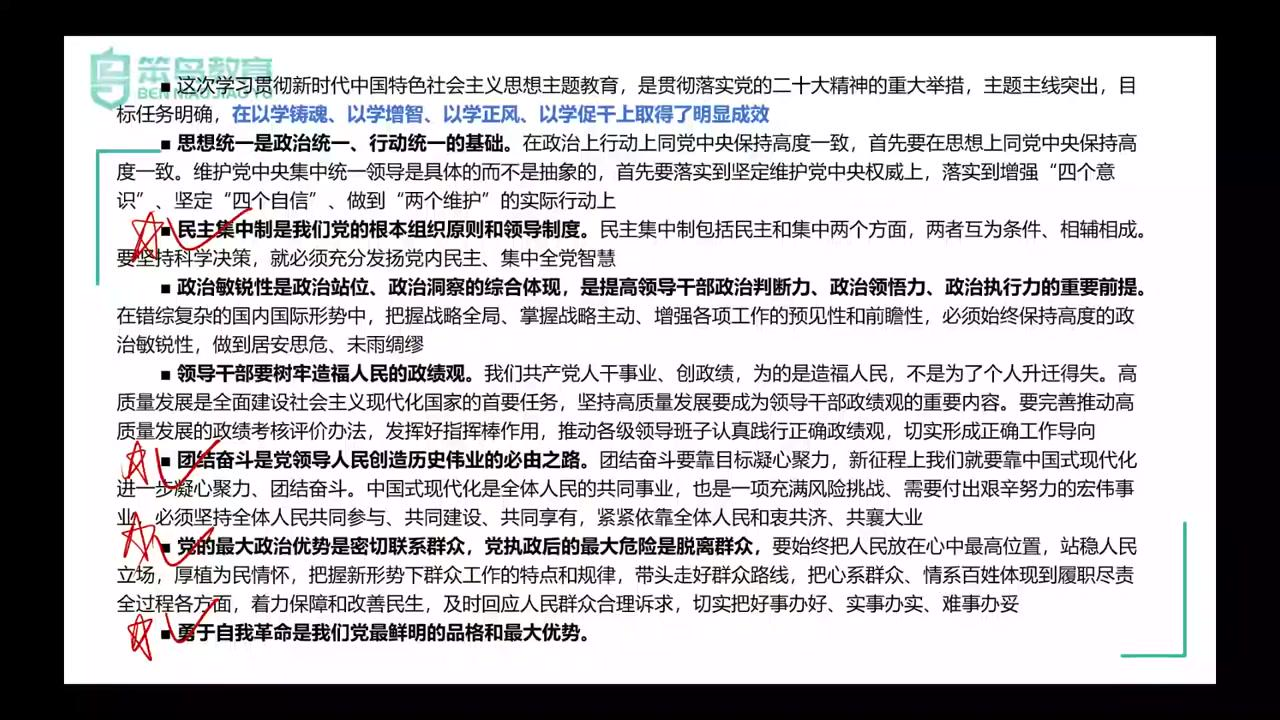 笨鸟教育
BEN NIAO JIAO YU
■ 这次学习贯彻新时代中国特色社会主义思想主题教育，是贯彻落实党的二十大精神的重大举措，主题主线突出，目
标任务明确，在以学铸魂、以学增智、以学正风、以学促干上取得了明显成效
■ 思想统一是政治统一、行动统一的基础。在政治上行动上同党中央保持高度一致，首先要在思想上同党中央保持高
度一致。维护党中央集中统一领导是具体的而不是抽象的，首先要落实到坚定维护党中央权威上，落实到增强“四个意
识”、坚定“四个自信”、做到“两个维护”的实际行动上
■ 民主集中制是我们党的根本组织原则和领导制度。民主集中制包括民主和集中两个方面，两者互为条件、相辅相成。
要坚持科学决策，就必须充分发扬党内民主、集中全党智慧
■ 政治敏锐性是政治站位、政治洞察的综合体现，是提高领导干部政治判断力、政治领悟力、政治执行力的重要前提。
在错综复杂的国内国际形势中，把握战略全局、掌握战略主动、增强各项工作的预见性和前瞻性，必须始终保持高度的政
治敏锐性，做到居安思危、未雨绸缪
■ 领导干部要树牢造福人民的政绩观。我们共产党人干事业、创政绩，为的是造福人民，不是为了个人升迁得失。高
质量发展是全面建设社会主义现代化国家的首要任务，坚持高质量发展要成为领导干部政绩观的重要内容。要完善推动高
质量发展的政绩考核评价办法，发挥好指挥棒作用，推动各级领导班子认真践行正确政绩观，切实形成正确工作导向
■ 团结奋斗是党领导人民创造历史伟业的必由之路。团结奋斗要靠目标凝心聚力，新征程上我们就要靠中国式现代化
进一步凝心聚力、团结奋斗。中国式现代化是全体人民的共同事业，也是一项充满风险挑战、需要付出艰辛努力的宏伟事
业，必须坚持全体人民共同参与、共同建设、共同享有，紧紧依靠全体人民和衷共济、共襄大业
■ 党的最大政治优势是密切联系群众，党执政后的最大危险是脱离群众，要始终把人民放在心中最高位置，站稳人民
立场，厚植为民情怀，把握新形势下群众工作的特点和规律，带头走好群众路线，把心系群众、情系百姓体现到履职尽责
全过程各方面，着力保障和改善民生，及时回应人民群众合理诉求，切实把好事办好、实事办实、难事办妥
■ 勇于自我革命是我们党最鲜明的品格和最大优势。